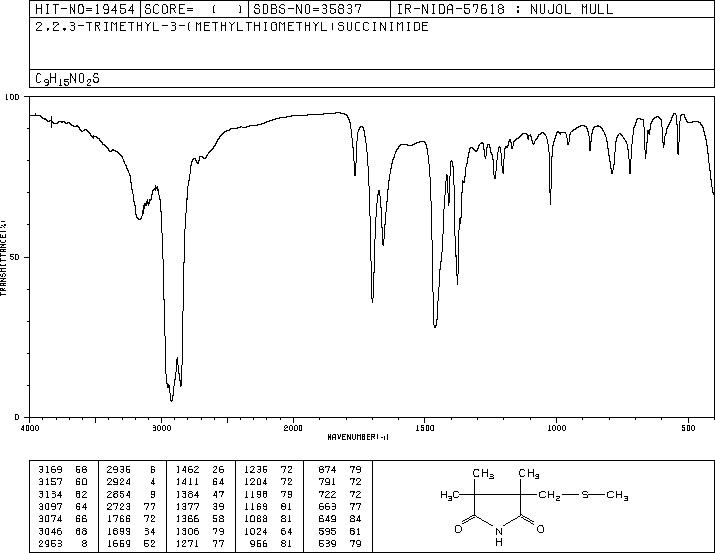 HIT-NO=19454 SCORE= ( ) SDBS-NO=35837 IR-NIDA-57618 : NUJOL MULL
2,2,3-TRIMETHYL-3-(METHYLTHIOMETHYL)SUCCINIMIDE
C9H15NO2S
100
50
0
TRANSMITTANCE(%)
4000 3000 2000 1500 1000 500
WAVENUMBER(-1)
3169 2936 6 1462 26 1236 72 874 79
3157 60 2924 4 1411 64 1204 72 791 72
2854 9 1384 47 1198 79 722 72
3097 64 2723 77 1377 39 1169 81 663 77
3074 66 1766 72 1366 58 1088 81 649 84
3046 68 1699 34 1306 79 1024 64 595 81
2953 8 1659 52 1271 77 966 81 539 79
CH3 CH3
H3C CH2 S CH3
O N O
H